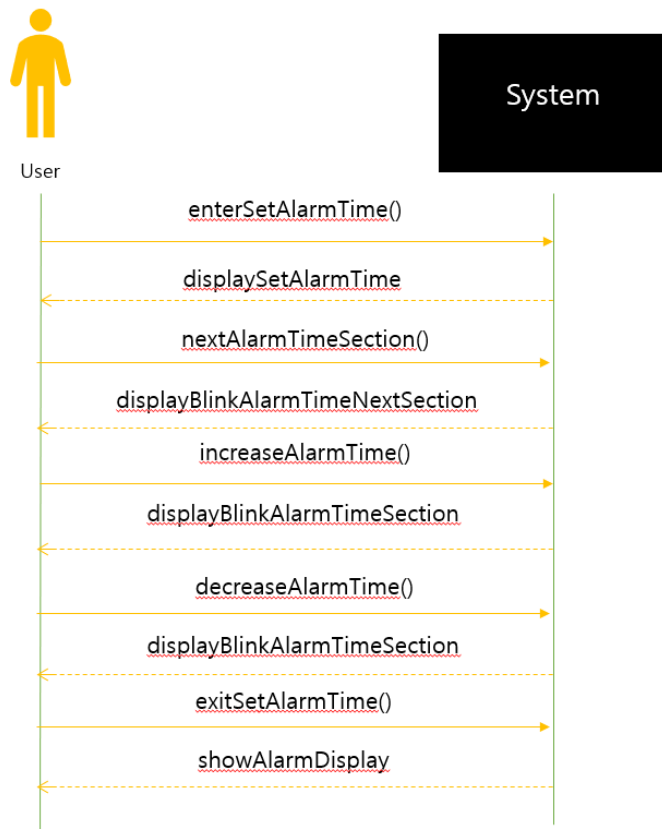 System
User
enterSetAlarmTime()
displaySetAlarmTime
nextAlarmTimeSection()
displayBlinkAlarmTimeNextSection
increaseAlarmTime()
displayBlinkAlarmTimeSection
decreaseAlarmTime()
displayBlinkAlarmTimeSection
exitSetAlarmTime()
showAlarmDisplay